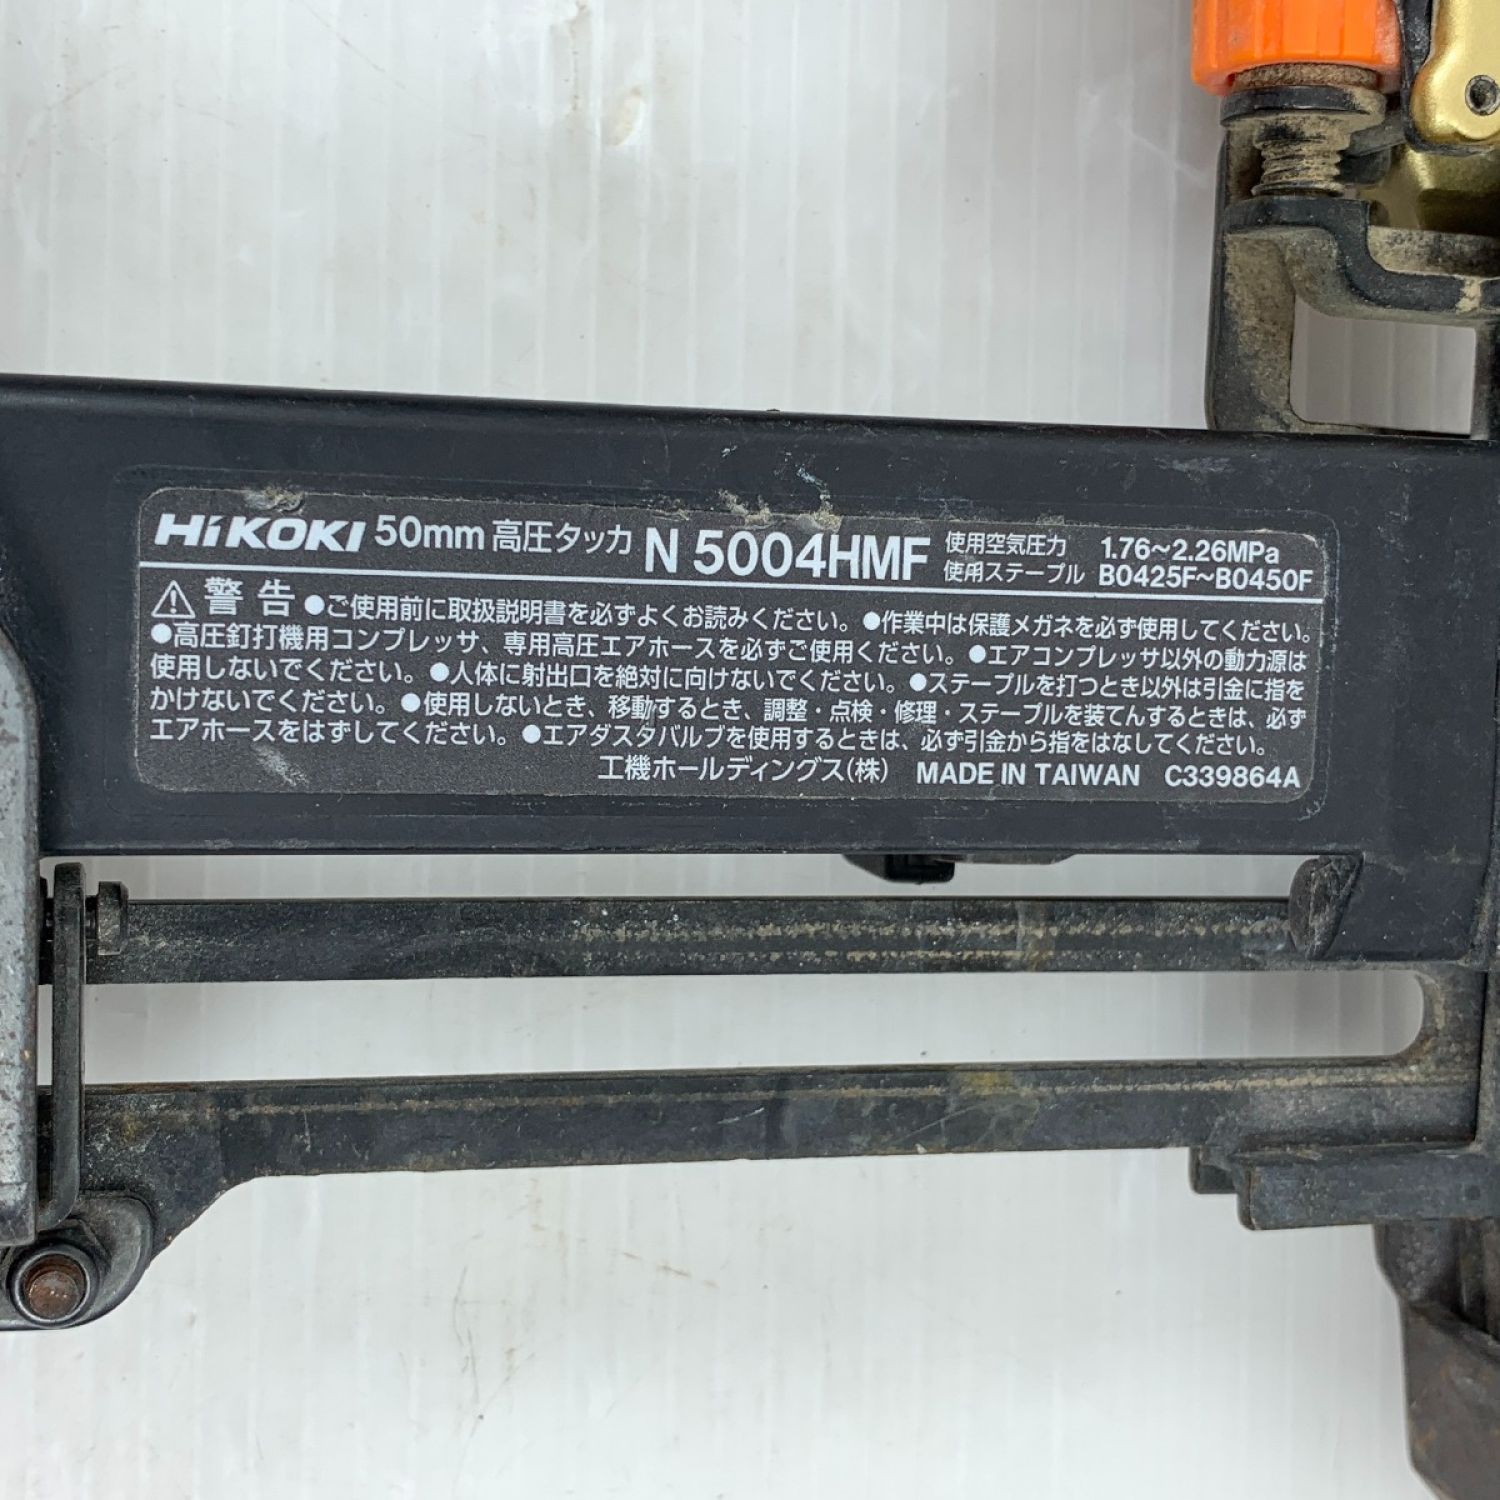 HiKOKI 50mm 高圧タッカ N 5004HMF 使用空気圧力 1.76～2.26MPa
使用ステープル B0425F～B0450F
⚠ 警告 ●ご使用前に取扱説明書を必ずよくお読みください。●作業中は保護メガネを必ず使用してください。
●高圧釘打機用コンプレッサ、専用高圧エアホースを必ずご使用ください。●エアコンプレッサ以外の動力源は
使用しないでください。●人体に射出口を絶対に向けないでください。●ステープルを打つとき以外は引金に指を
かけないでください。●使用しないとき、移動するとき、調整・点検・修理・ステープルを装てんするときは、必ず
エアホースをはずしてください。●エアダスタバルブを使用するときは、必ず引金から指をはなしてください。
工機ホールディングス(株) MADE IN TAIWAN C339864A